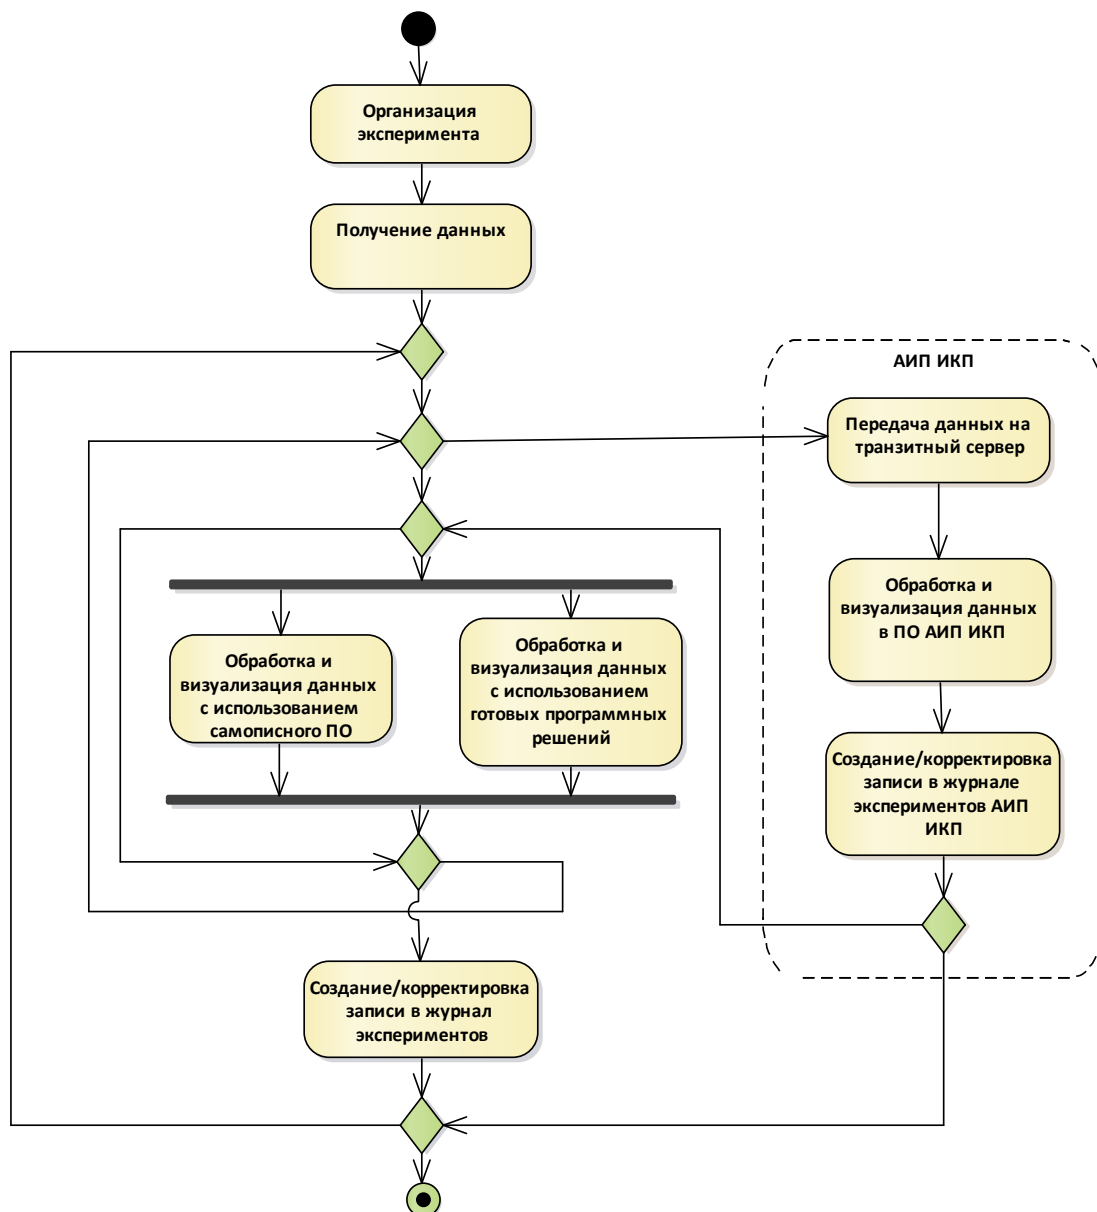 Организация
эксперимента
Получение данных
АИП ИКП
Передача данных на
транзитный сервер
Обработка и
визуализация данных
в ПО АИП ИКП
Обработка и
визуализация данных
с использованием
самописного ПО
Обработка и
визуализация данных
с использованием
готовых программных
решений
Создание/корректировка
записи в журнале
экспериментов АИП
ИКП
Создание/корректировка
записи в журнал
экспериментов